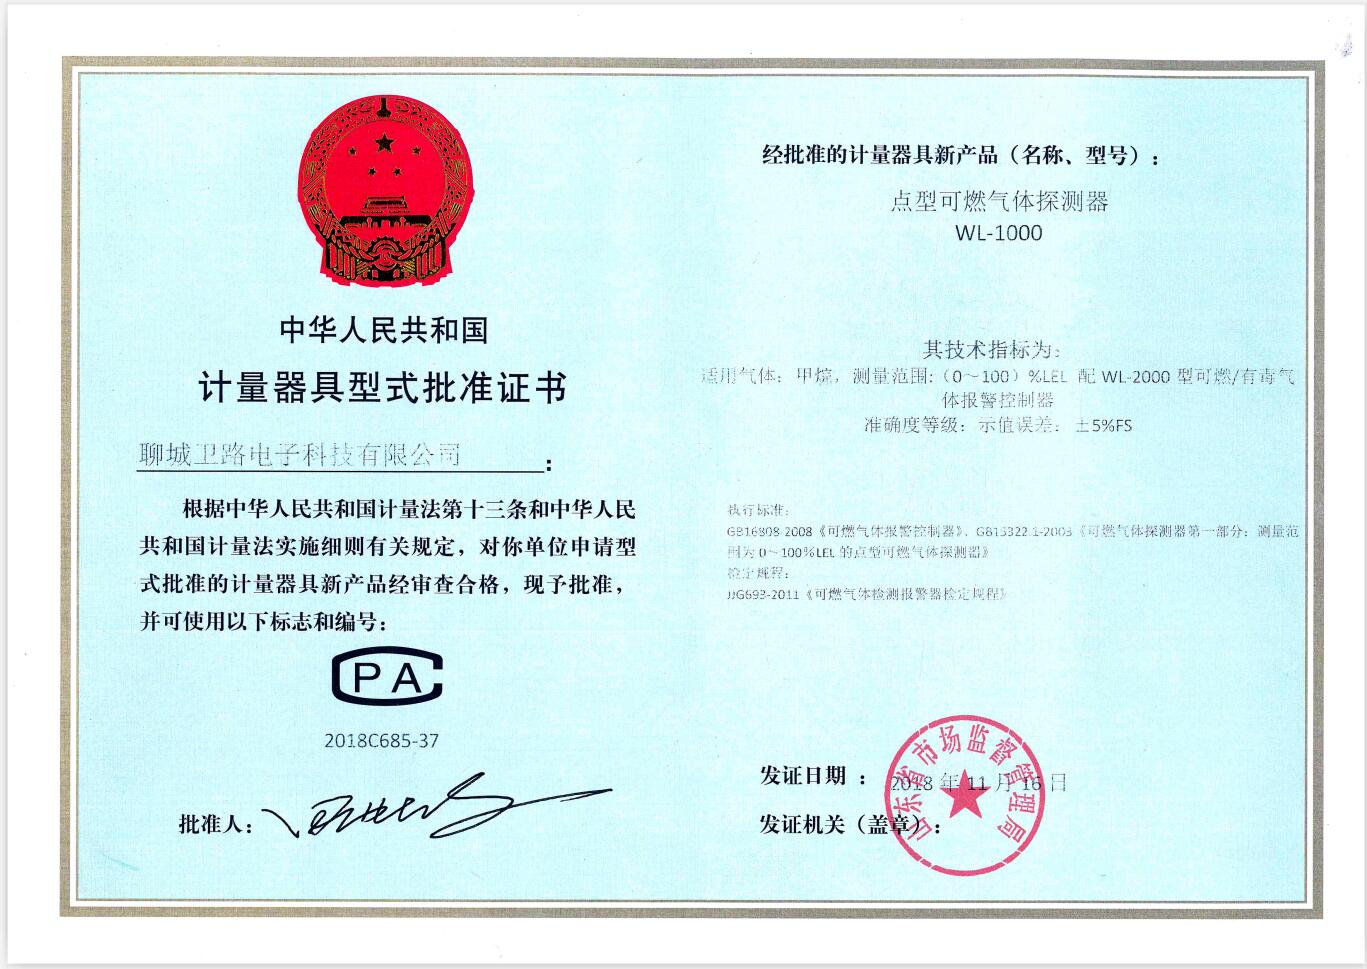 中华人民共和国
计量器具型式批准证书
聊城卫路电子科技有限公司：
根据中华人民共和国计量法第十三条和中华人民
共和国计量法实施细则有关规定，对你单位申请型
式批准的计量器具新产品经审查合格，现予批准，
并可使用以下标志和编号：
CPA
2018C685-37
批准人：
经批准的计量器具新产品（名称、型号）：
点型可燃气体探测器
WL-1000
其技术指标为：
适用气体：甲烷，测量范围:（0～100）%LEL 配 WL-2000 型可燃/有毒气
体报警控制器
准确度等级：示值误差： ±5%FS
执行标准：
GB16808-2008《可燃气体报警控制器》、GB15322.1-2003《可燃气体探测器第一部分：测量范
围为 0～100%LEL 的点型可燃气体探测器》
检定规程：
JJG693-2011《可燃气体检测报警器检定规程》
发证日期 ： 2018 年 11 月 16 日
发证机关（盖章）：
山东省市场监督管理局